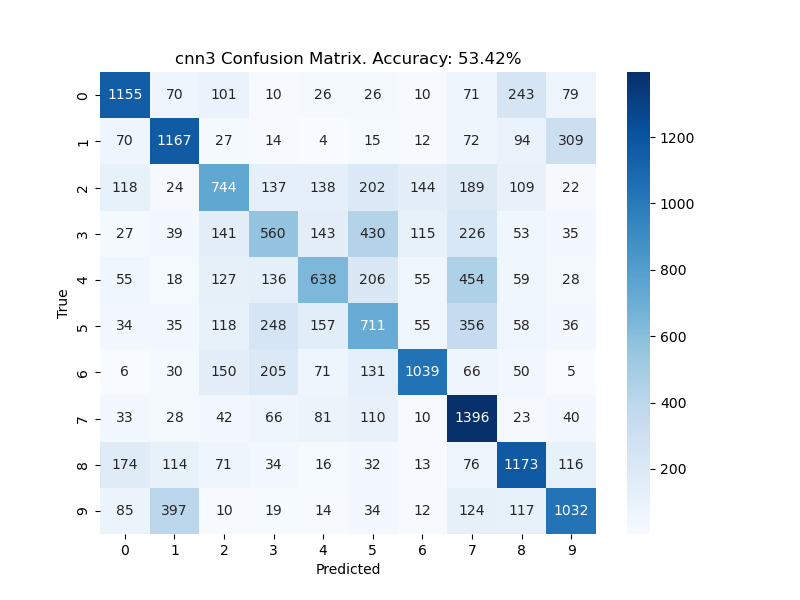 cnn3 Confusion Matrix. Accuracy: 53.42%
0 1155 70 101 10 26 26 10 71 243 79
1 70 1167 27 14 4 15 12 72 94 309
2 118 24 744 137 138 202 144 189 109 22
3 27 39 141 560 143 430 115 226 53 35
4 55 18 127 136 638 206 55 454 59 28
5 34 35 118 248 157 711 55 356 58 36
6 6 30 150 205 71 131 1039 66 50 5
7 33 28 42 66 81 110 10 1396 23 40
8 174 114 71 34 16 32 13 76 1173 116
9 85 397 10 19 14 34 12 124 117 1032
0 1 2 3 4 5 6 7 8 9
Predicted
True
1200
1000
800
600
400
200